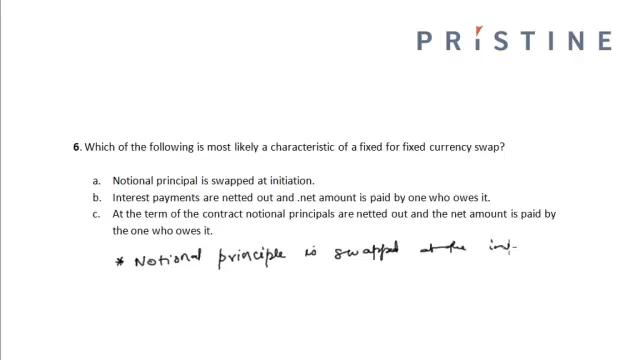 PRISTINE
6. Which of the following is most likely a characteristic of a fixed for fixed currency swap?
a. Notional principal is swapped at initiation.
b. Interest payments are netted out and .net amount is paid by one who owes it.
c. At the term of the contract notional principals are netted out and the net amount is paid by
the one who owes it.
* Notional principle is swapped at the